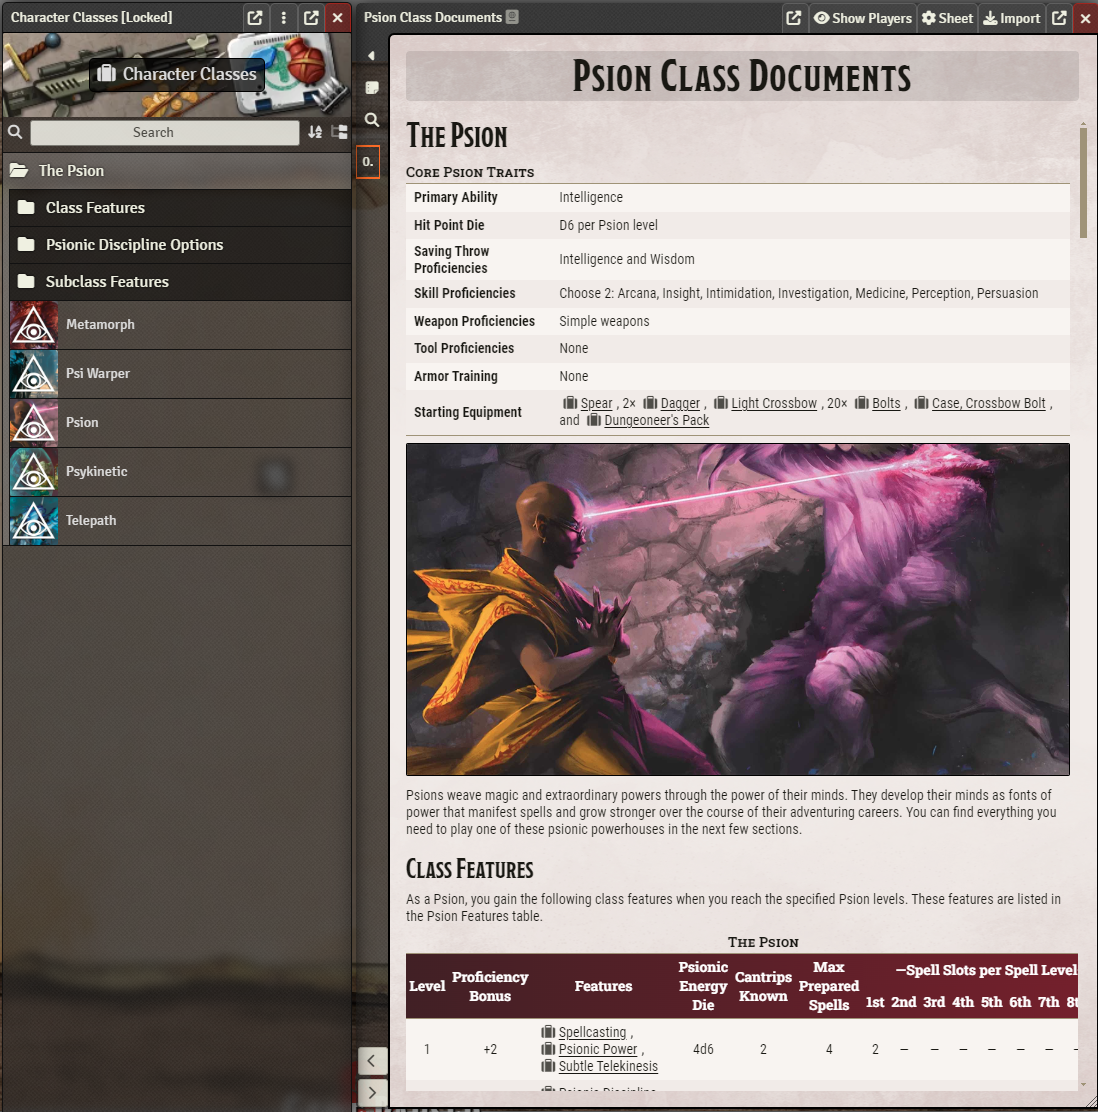 Character Classes [Locked]
Character Classes
Search
The Psion
Class Features
Psionic Discipline Options
Subclass Features
Metamorph
Psi Warper
Psion
Psykinetic
Telepath
Psion Class Documents
Show Players
Sheet
Import
0.
Psion Class Documents
The Psion
Core Psion Traits
Primary Ability Intelligence
Hit Point Die D6 per Psion level
Saving Throw
Proficiencies Intelligence and Wisdom
Skill Proficiencies Choose 2: Arcana, Insight, Intimidation, Investigation, Medicine, Perception, Persuasion
Weapon Proficiencies Simple weapons
Tool Proficiencies None
Armor Training None
Starting Equipment Spear , 2× Dagger , Light Crossbow , 20× Bolts , Case, Crossbow Bolt ,
and Dungeoneer's Pack
Psions weave magic and extraordinary powers through the power of their minds. They develop their minds as fonts of
power that manifest spells and grow stronger over the course of their adventuring careers. You can find everything you
need to play one of these psionic powerhouses in the next few sections.
Class Features
As a Psion, you gain the following class features when you reach the specified Psion levels. These features are listed in
the Psion Features table.
The Psion
Level Proficiency Bonus Features Psionic Energy Die Cantrips Known Max Prepared Spells —Spell Slots per Spell Level
1st 2nd 3rd 4th 5th 6th 7th 8t
1 +2 Spellcasting , Psionic Power , Subtle Telekinesis 4d6 2 4 2 — — — — — — —
Psionic Discipline